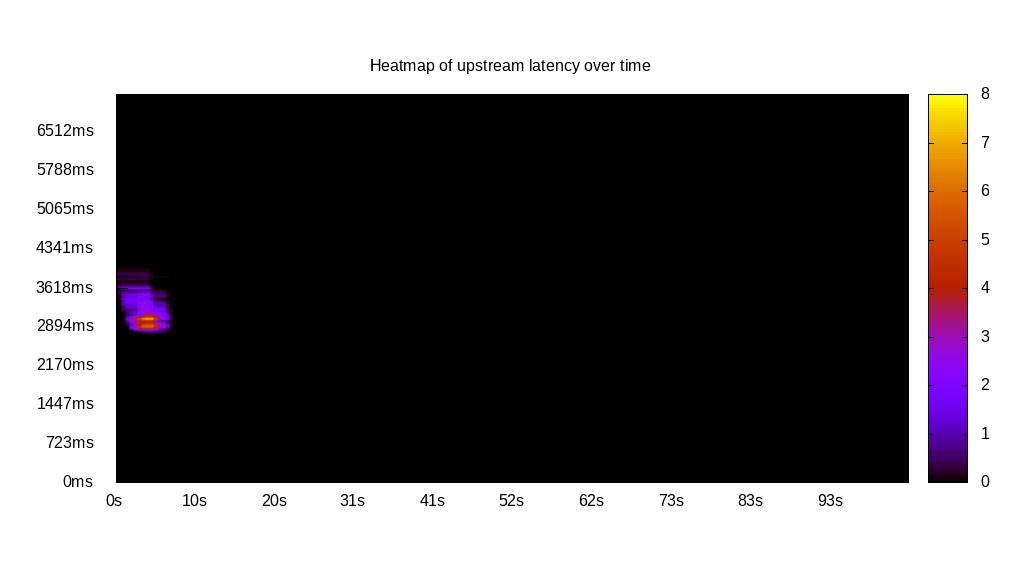 Heatmap of upstream latency over time
6512ms
5788ms
5065ms
4341ms
3618ms
2894ms
2170ms
1447ms
723ms
0ms
0s 10s 20s 31s 41s 52s 62s 73s 83s 93s
8
7
6
5
4
3
2
1
0